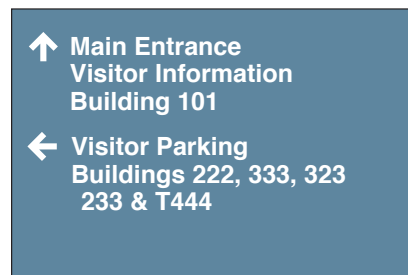 Main Entrance
Visitor Information
Building 101
Visitor Parking
Buildings 222, 333, 323
233 & T444